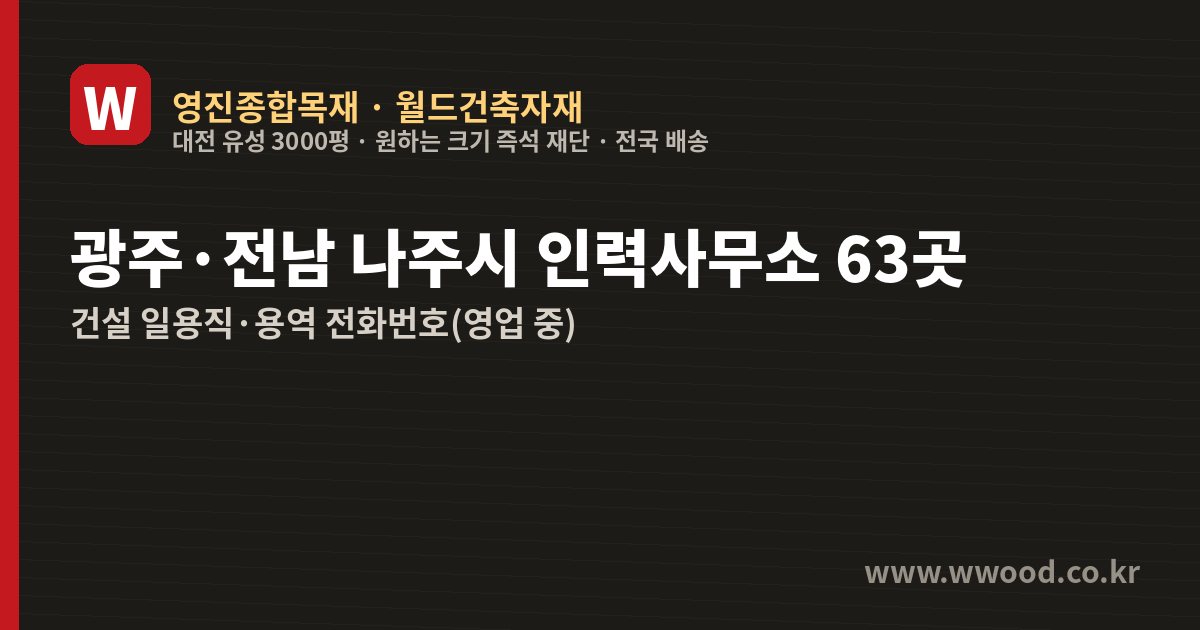 W
영진종합목재 · 월드건축자재
대전 유성 3000평 · 원하는 크기 즉석 재단 · 전국 배송
광주·전남 나주시 인력사무소 63곳
건설 일용직·용역 전화번호(영업 중)
www.wwood.co.kr